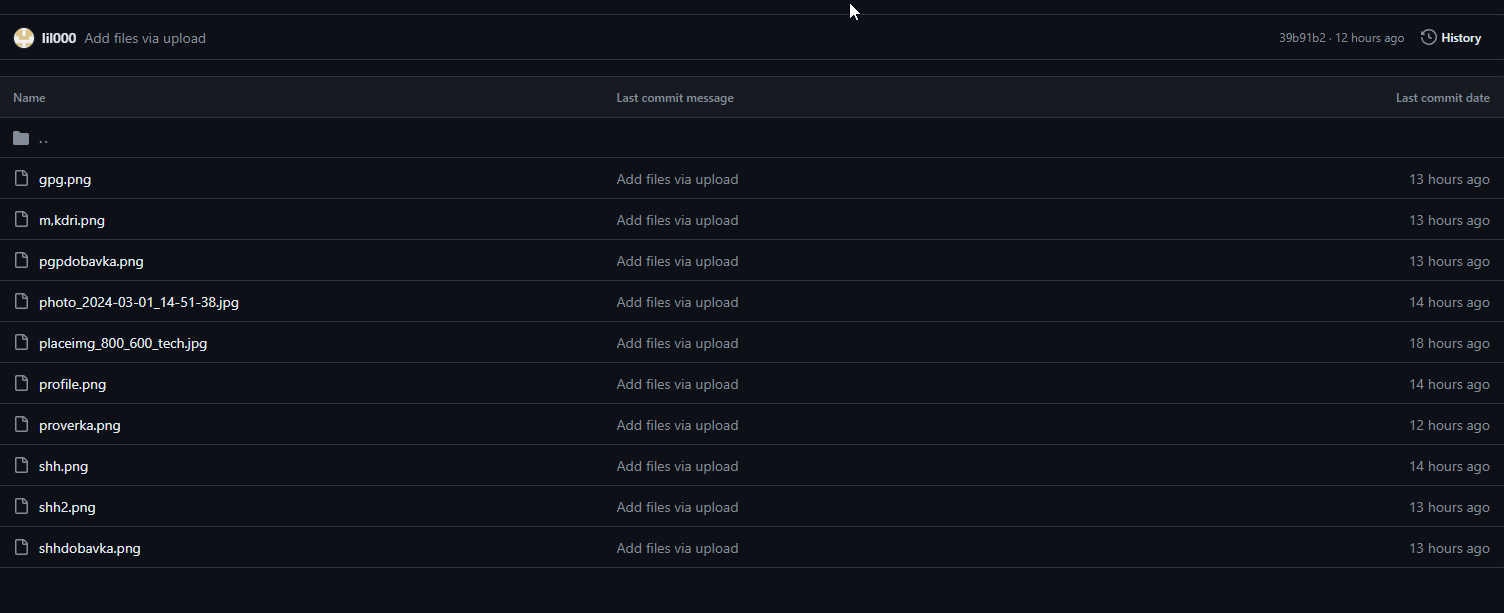 lil000 Add files via upload 39b91b2 · 12 hours ago History
Name Last commit message Last commit date
..
gpg.png Add files via upload 13 hours ago
m,kdri.png Add files via upload 13 hours ago
pgpdobavka.png Add files via upload 13 hours ago
photo_2024-03-01_14-51-38.jpg Add files via upload 14 hours ago
placeimg_800_600_tech.jpg Add files via upload 18 hours ago
profile.png Add files via upload 14 hours ago
proverka.png Add files via upload 12 hours ago
shh.png Add files via upload 14 hours ago
shh2.png Add files via upload 13 hours ago
shhdobavka.png Add files via upload 13 hours ago